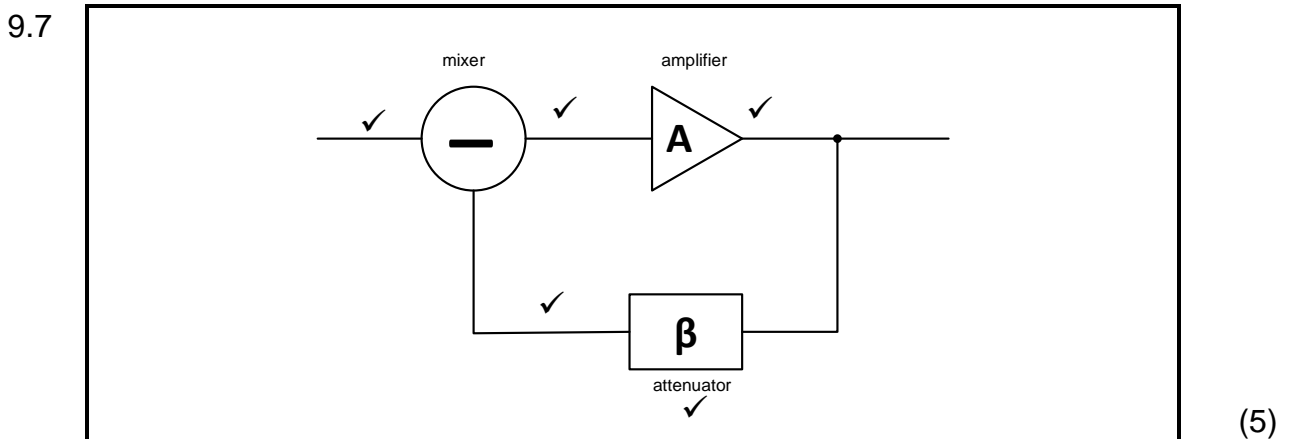 9.7
mixer amplifier
✓ ✓ ✓
− A
✓
β
attenuator
✓
(5)